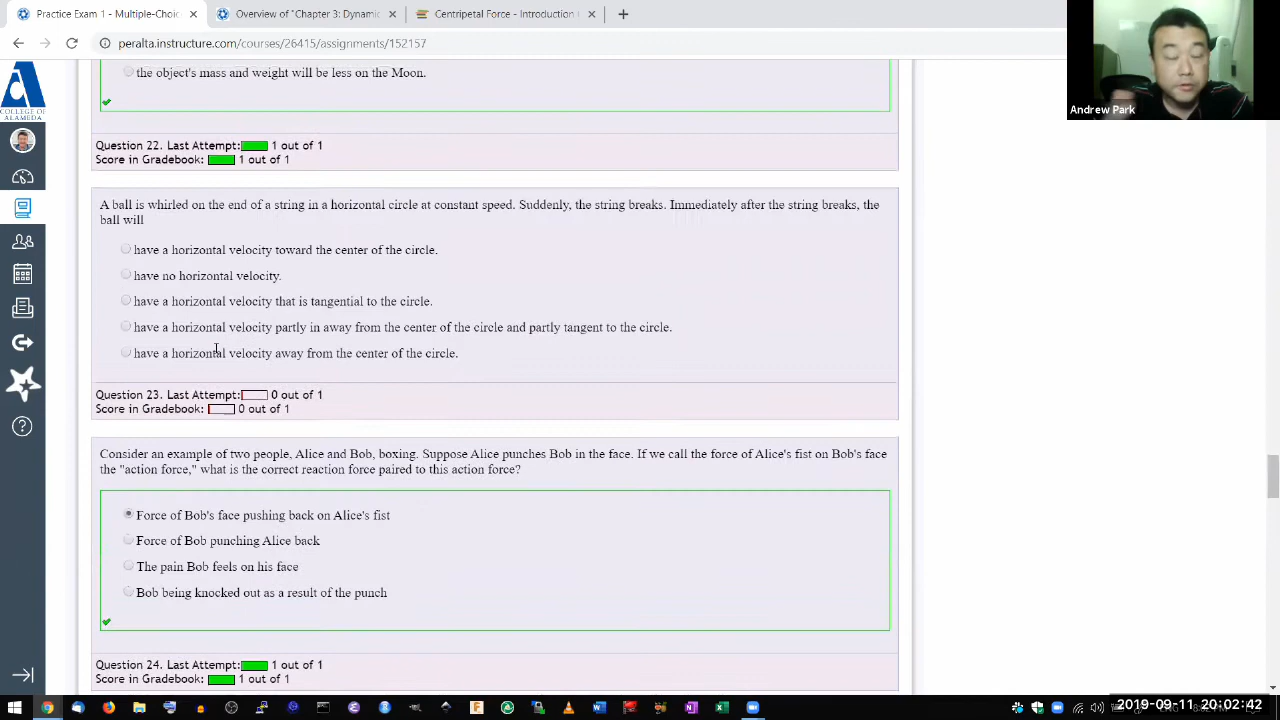 Practice Exam 1 - Multiple-Choic
Overview of "Chapter 3: Dynamic
Centripetal Force - Introduction t
peralta.instructure.com/courses/26415/assignments/152157
Andrew Park
COLLEGE OF
ALAMEDA
the object's mass and weight will be less on the Moon.
Question 22. Last Attempt: 1 out of 1
Score in Gradebook: 1 out of 1
A ball is whirled on the end of a string in a horizontal circle at constant speed. Suddenly, the string breaks. Immediately after the string breaks, the
ball will
have a horizontal velocity toward the center of the circle.
have no horizontal velocity.
have a horizontal velocity that is tangential to the circle.
have a horizontal velocity partly in away from the center of the circle and partly tangent to the circle.
have a horizontal velocity away from the center of the circle.
Question 23. Last Attempt: 0 out of 1
Score in Gradebook: 0 out of 1
Consider an example of two people, Alice and Bob, boxing. Suppose Alice punches Bob in the face. If we call the force of Alice's fist on Bob's face
the "action force," what is the correct reaction force paired to this action force?
Force of Bob's face pushing back on Alice's fist
Force of Bob punching Alice back
The pain Bob feels on his face
Bob being knocked out as a result of the punch
Question 24. Last Attempt: 1 out of 1
Score in Gradebook: 1 out of 1
2019-09-11 20:02:42